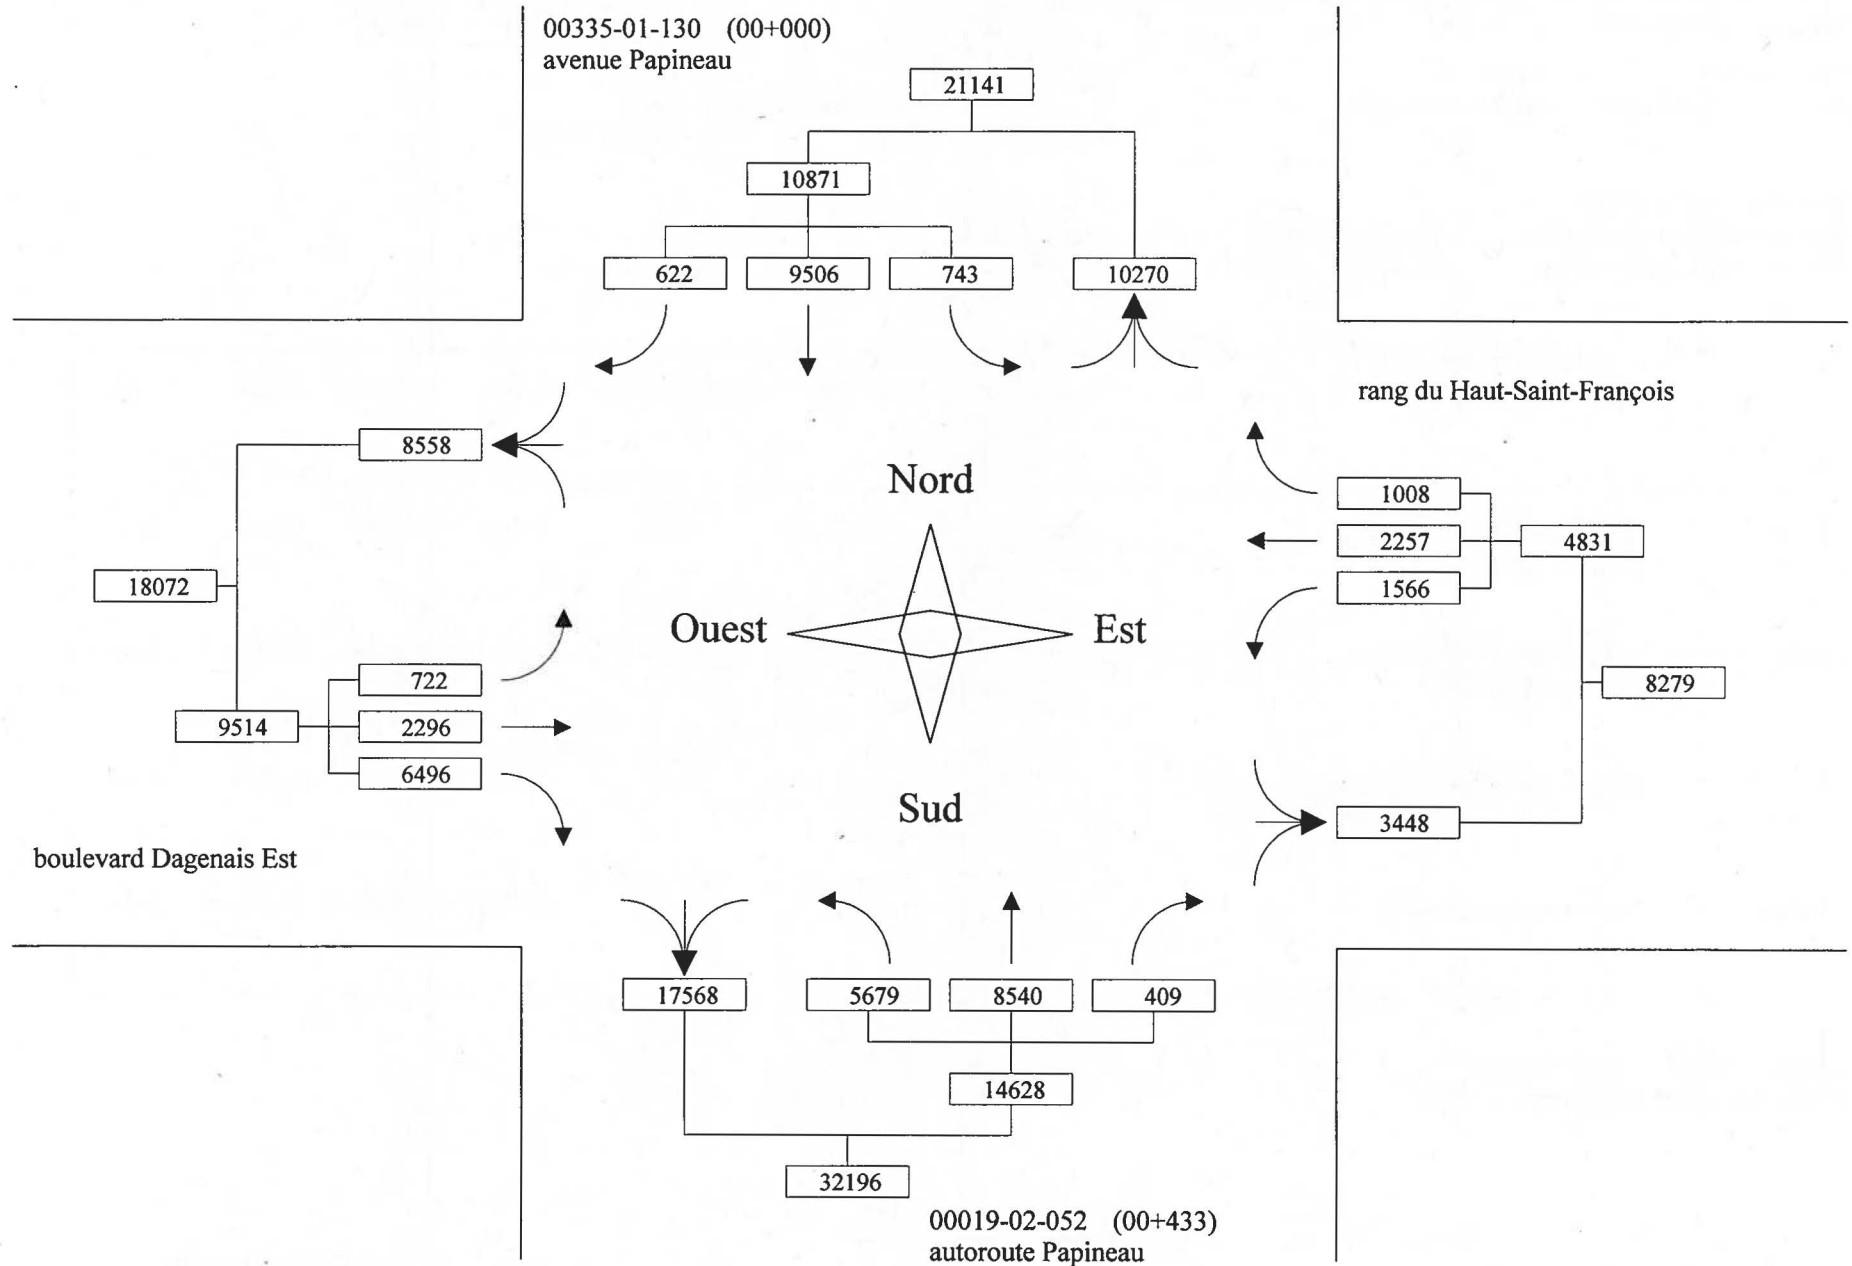 00335-01-130 (00+000)
avenue Papineau
21141
10871
622 9506 743 10270
rang du Haut-Saint-François
8558
Nord
1008
2257 4831
1566
18072
Ouest Est
722
8279
9514 2296
6496
Sud
3448
boulevard Dagenais Est
17568 5679 8540 409
14628
32196
00019-02-052 (00+433)
autoroute Papineau